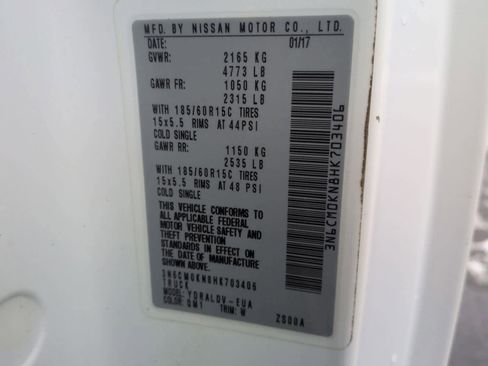 MFD. BY NISSAN MOTOR CO., LTD.
DATE: 01/17
GVWR: 2165 KG
4773 LB
GAWR FR: 1050 KG
2315 LB
WITH 185/60R15C TIRES
15x5.5 RIMS AT 44PSI
COLD SINGLE
GAWR RR: 1150 KG
2535 LB
WITH 185/60R15C TIRES
15x5.5 RIMS AT 48 PSI
COLD SINGLE
THIS VEHICLE CONFORMS TO
ALL APPLICABLE FEDERAL
MOTOR VEHICLE SAFETY AND
THEFT PREVENTION
STANDARDS IN EFFECT ON
THE DATE OF MANUFACTURE
3N6CM0KN8HK703406
TRUCK
MODEL: YDRALDV-EUA
COLOR: QM1 TRIM: W
ZS00A
3N6CM0KN8HK703406